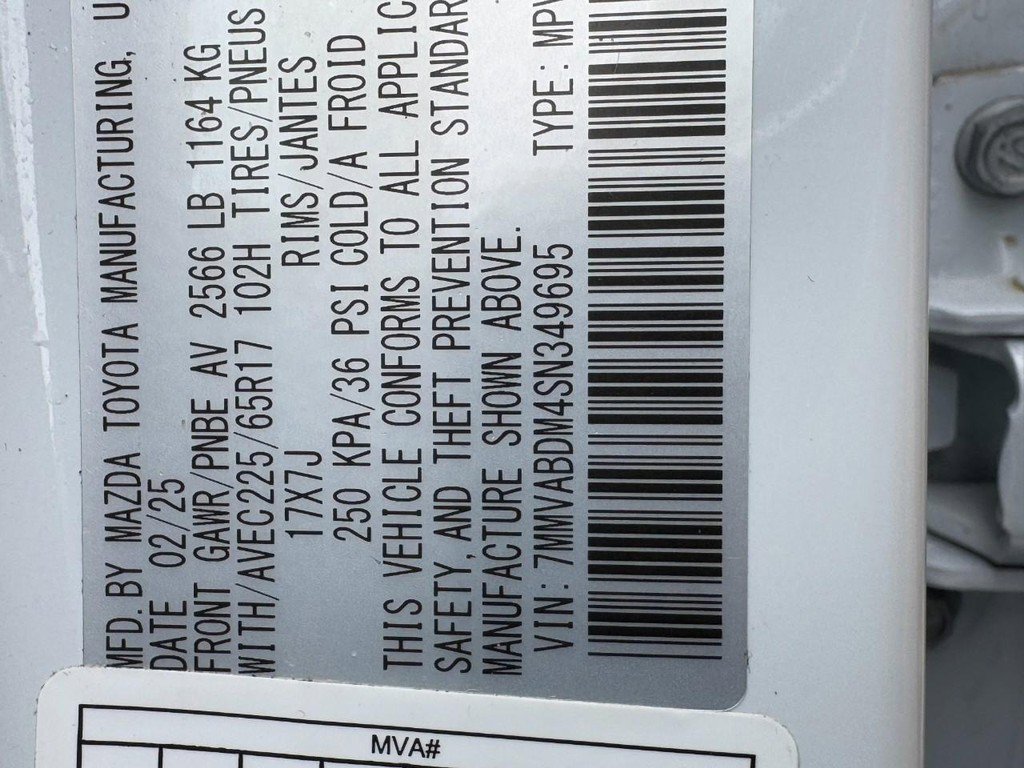 MFD. BY MAZDA TOYOTA MANUFACTURING, U
DATE 02/25
FRONT GAWR/PNBE AV 2566 LB 1164 KG
WITH/AVEC225/65R17 102H TIRES/PNEUS
17X7J RIMS/JANTES
250 KPA/36 PSI COLD/A FROID
THIS VEHICLE CONFORMS TO ALL APPLIC
SAFETY, AND THEFT PREVENTION STANDAR
MANUFACTURE SHOWN ABOVE.
VIN: 7MMVABDM4SN349695 TYPE: MPV
MVA#